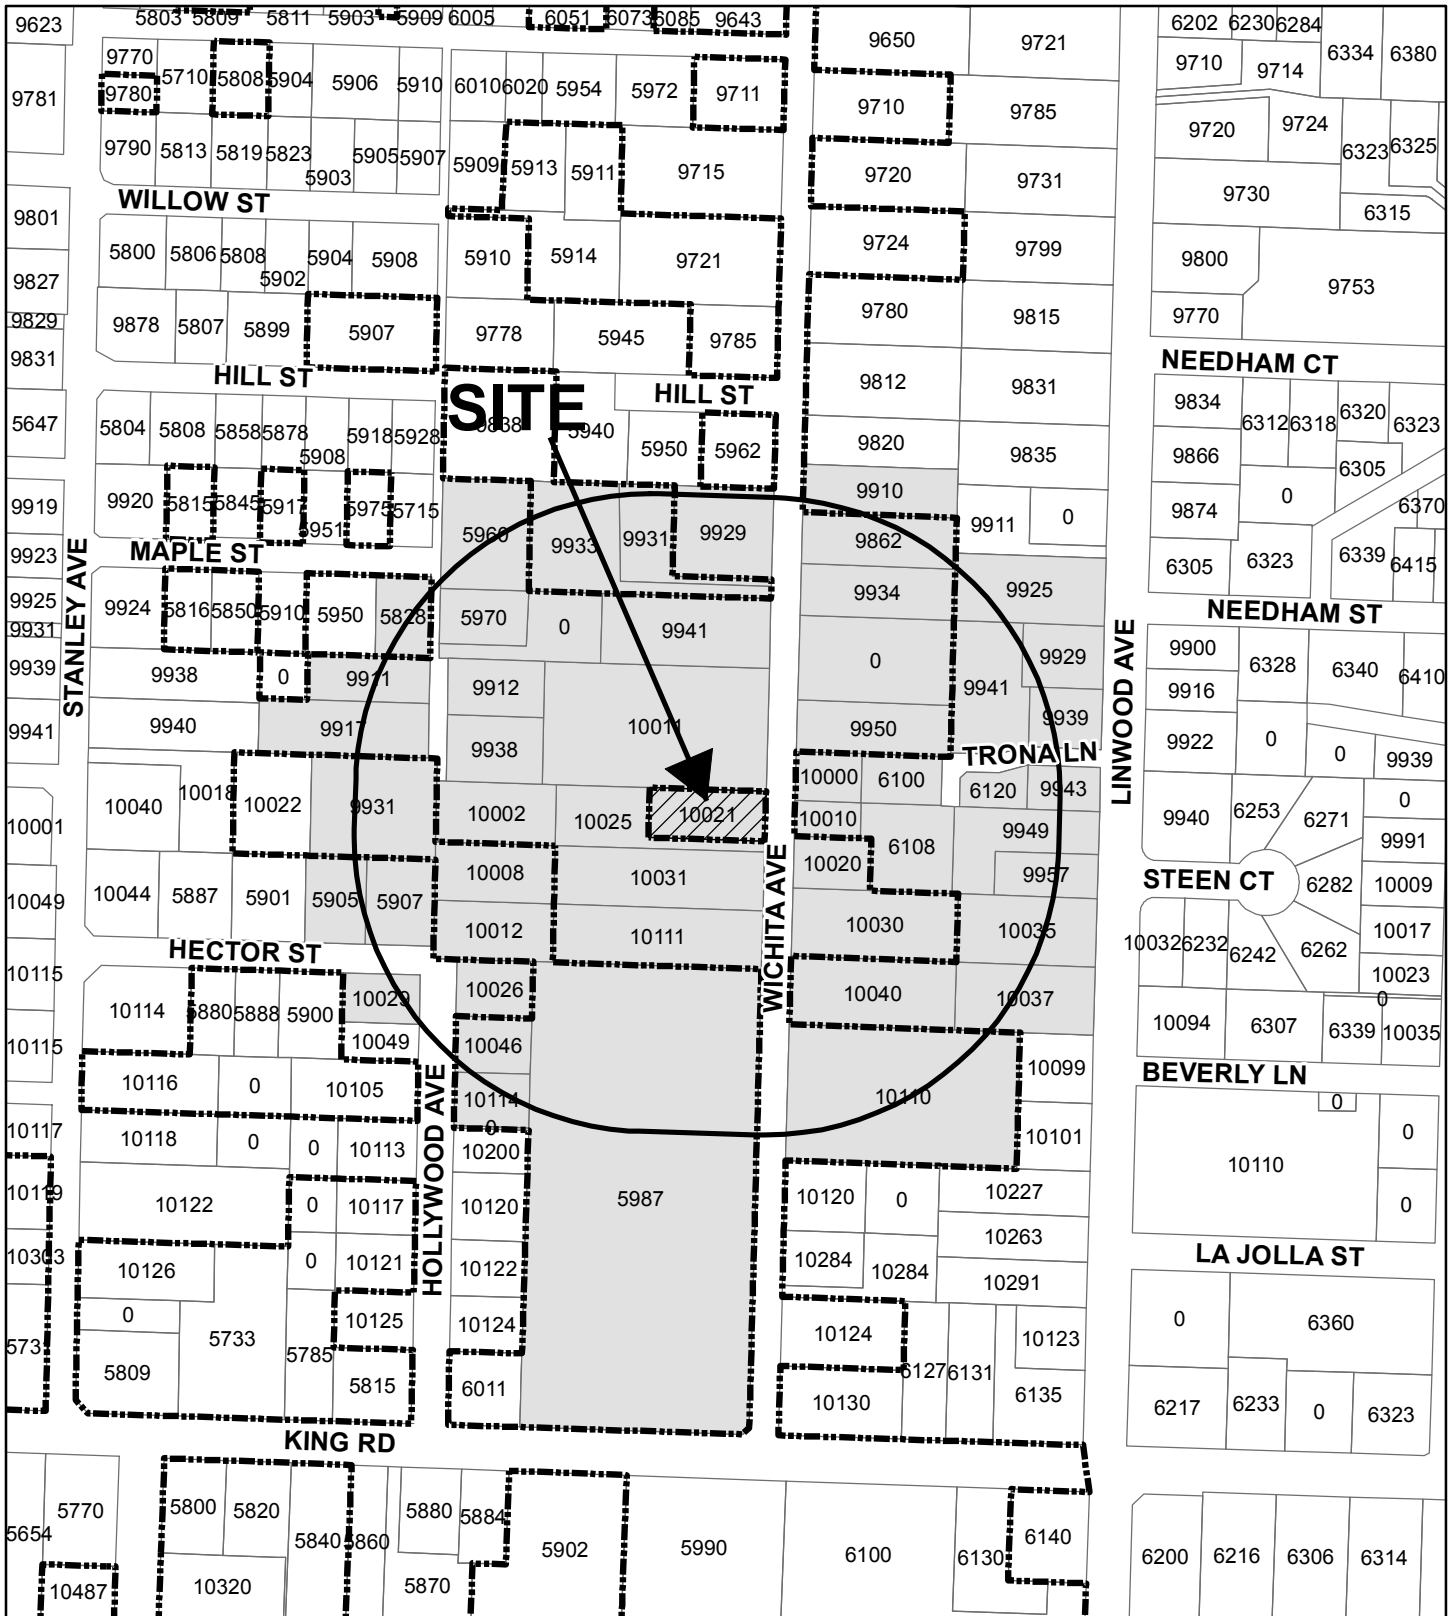 9623 5803 5809 5811 5903 5909 6005 6051 6073 6085 9643 9650 9721 6202 6230 6284 6334 6380
9770 5710 5808 5904 5906 5910 6010 6020 5954 5972 9711 9710 9785 9710 9714
9781 9780
9720 9724 6323 6325
9790 5813 5819 5823 5903 5905 5907 5909 5913 5911 9715 9720 9731 9730
WILLOW ST
9801 6315
5800 5806 5808 5902 5904 5908 5910 5914 9721 9724 9799 9800 9753
9827
9829 9878 5807 5899 5907 9778 5945 9785 9780 9815 9770
9831
HILL ST
NEEDHAM CT
SITE
HILL ST
9812 9831 9834 6312 6318 6320 6323
5647 5804 5808 5858 5878 5908 5918 5928 9838 5940 5950 5962 9820 9835 9866 6305
9919 9920 5815 5845 5917 5951 5975 5715 5960 9933 9931 9929 9910 9911 0 9874 0 6370
MAPLE ST
9862
9923 6305 6323 6339 6415
STANLEY AVE
9925 9924 5816 5850 5910 5950 5828 5970 0 9941 9934 9925
NEEDHAM ST
9931
LINWOOD AVE
9939 9938 0 9911 9912 0 9941 9929 9900 6328 6340 6410
9916
9941 9940 9917 9938 10011 9950 9939 9922 0 0 9939
TRONA LN
10040 10018 10022 9931 10002 10025 10021 10000 6100 6120 9943 9940 6253 6271 0
10001 10010 6108 9949 9991
10044 5887 5901 5905 5907 10008 10031 10020 9957
STEEN CT
6282 10009
10049
WICHITA AVE
10012 10111 10030 10035 10032 6232 6242 6262 10017
HECTOR ST
10115 10023
10114 5880 5888 5900 10029 10026 10040 10037 0
10115 10049 10046 10094 6307 6339 10035
HOLLYWOOD AVE
10116 0 10105 10114 10110 10099
BEVERLY LN
0
10117 10118 0 0 10113 0 10200 10101 10110 0
10119 10122 0 10117 10120 5987 10120 0 10227 0
10303 10126 0 10121 10122 10284 10284 10263
LA JOLLA ST
10291
0 5733 5785 10125 10124 10124 10123 0 6360
573 5809 5815 6011 10130 6127 6131 6135 6217 6233 0 6323
KING RD
5654 5770 5800 5820 5840 5860 5880 5884 5902 5990 6100 6130 6140 6200 6216 6306 6314
10487 10320 5870